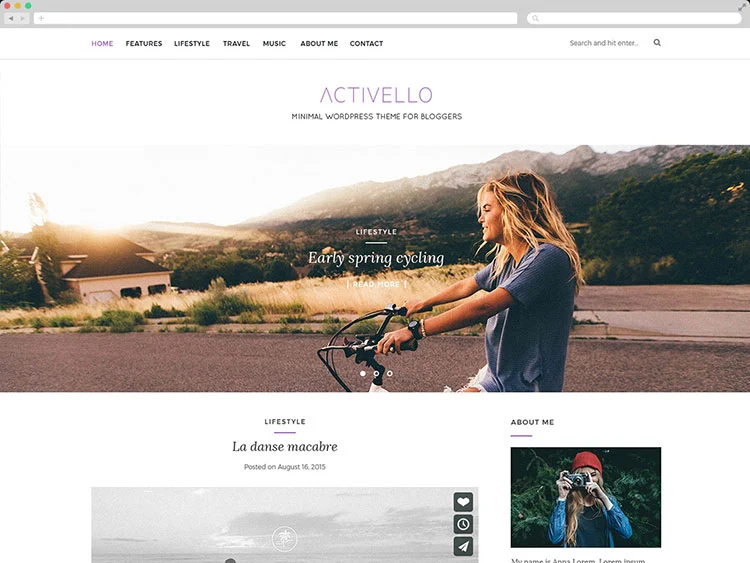 HOME FEATURES LIFESTYLE TRAVEL MUSIC ABOUT ME CONTACT Search and hit enter...
ACTIVELLO
MINIMAL WORDPRESS THEME FOR BLOGGERS
LIFESTYLE
Early spring cycling
[ READ MORE ]
LIFESTYLE
La danse macabre
Posted on August 16, 2015
ABOUT ME
My name is Anna Lorem. Lorem Ipsum